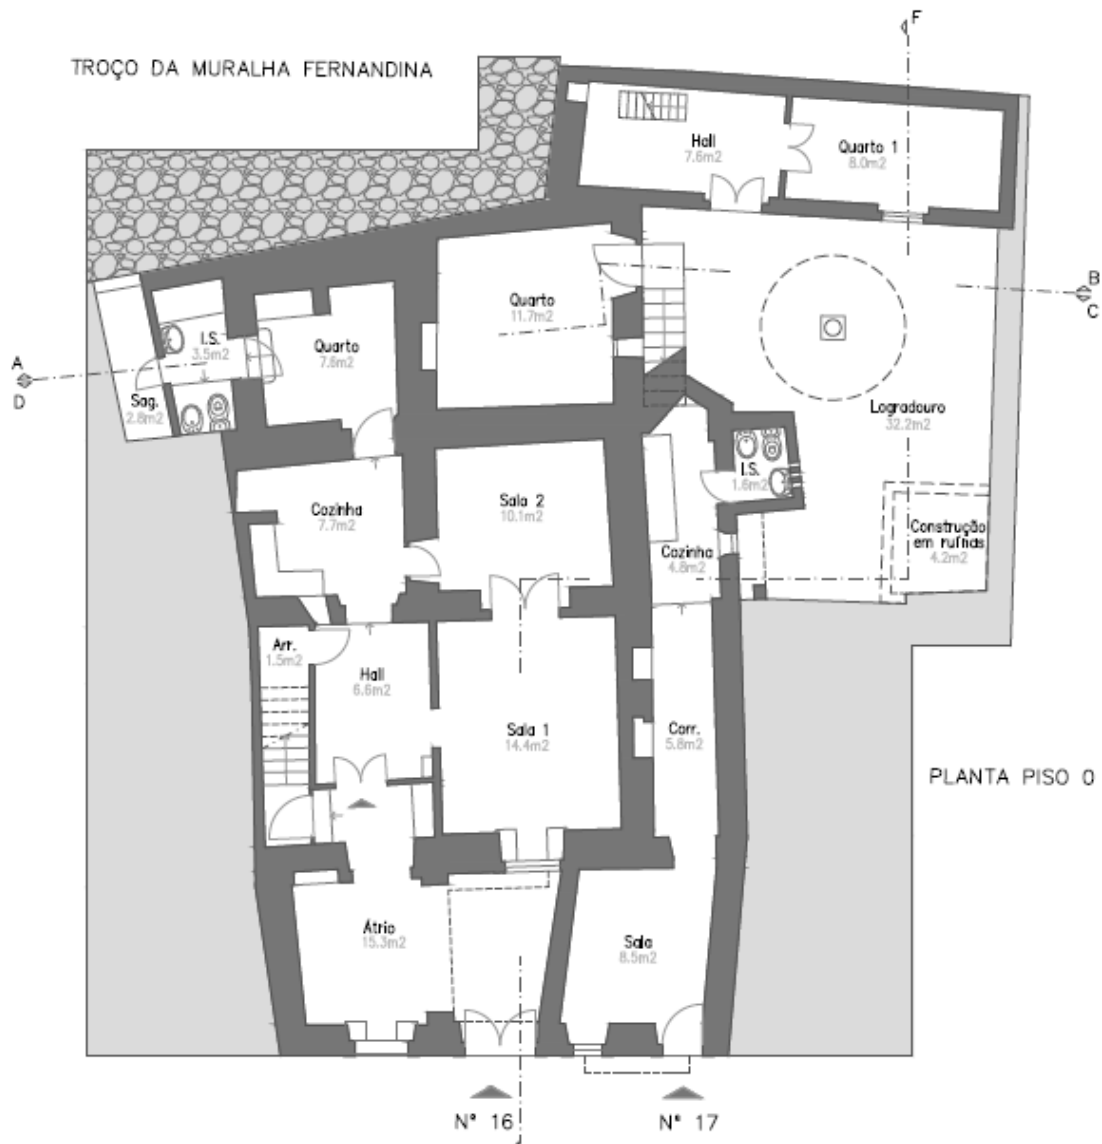 F
TROÇO DA MURALHA FERNANDINA
Hall
7.6m2
Quarto 1
8.0m2
B
C
Quarto
11.7m2
I.S.
3.5m2
Quarto
7.6m2
A
D
Sag.
2.8m2
Logradouro
32.2m2
I.S.
1.6m2
Cozinha
7.7m2
Sala 2
10.1m2
Construção
em ruínas
4.2m2
Cozinha
4.8m2
Arr.
1.5m2
Hall
6.6m2
Sala 1
14.4m2
Corr.
5.8m2
PLANTA PISO 0
Átrio
15.3m2
Sala
8.5m2
Nº 16
Nº 17